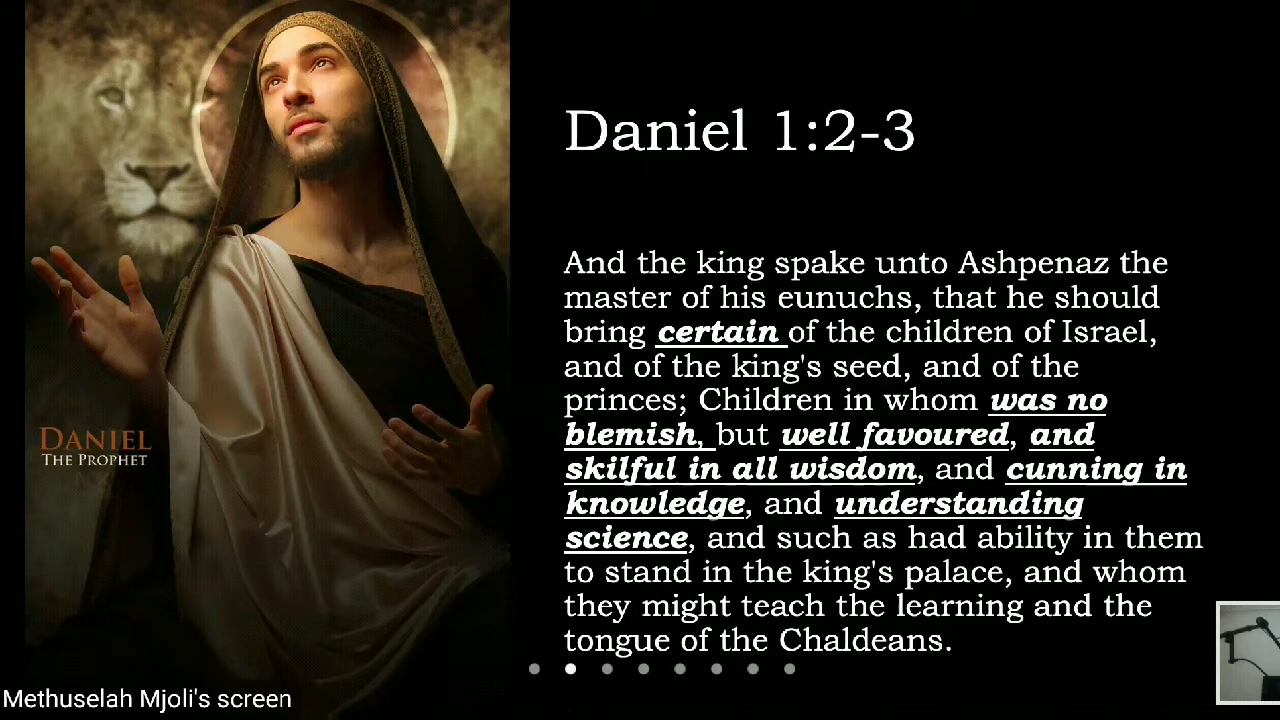 Daniel 1:2-3
And the king spake unto Ashpenaz the
master of his eunuchs, that he should
bring certain of the children of Israel,
and of the king's seed, and of the
princes; Children in whom was no
blemish, but well favoured, and
skilful in all wisdom, and cunning in
knowledge, and understanding
science, and such as had ability in them
to stand in the king's palace, and whom
they might teach the learning and the
tongue of the Chaldeans.
DANIEL
THE PROPHET
Methuselah Mjoli's screen